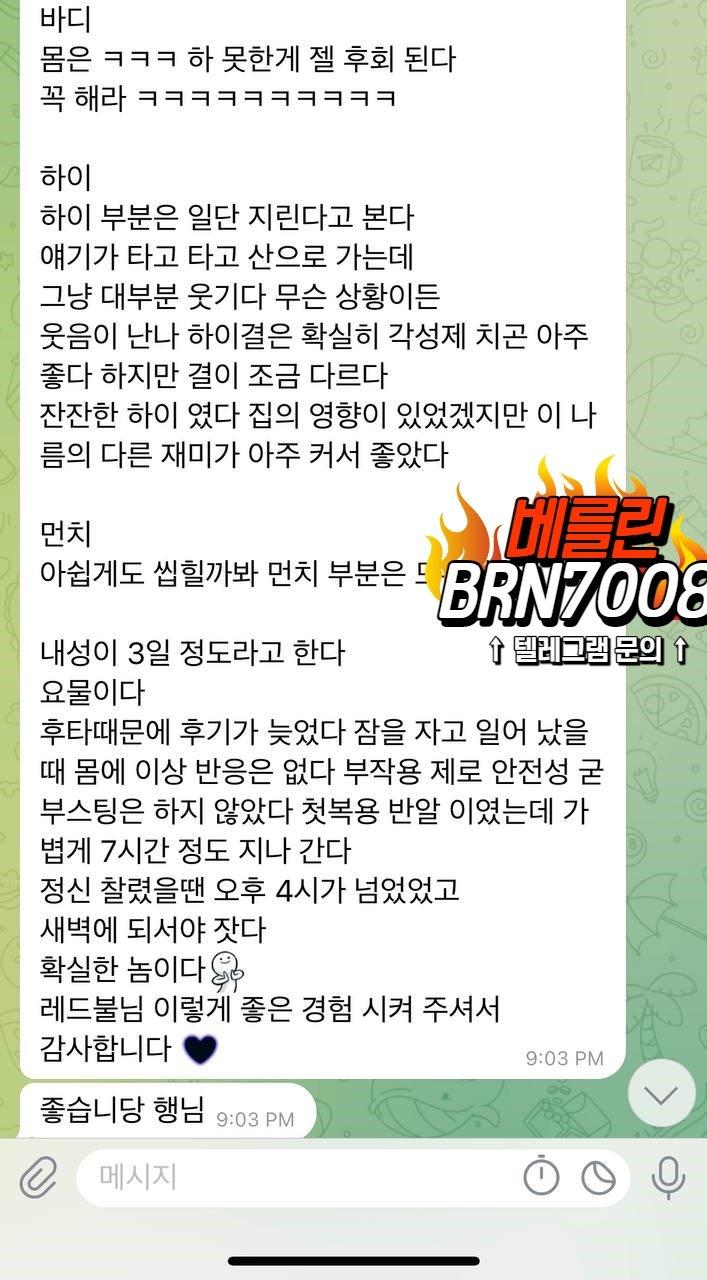 바디
몸은 ㅋㅋㅋ 하 못한게 젤 후회 된다
꼭 해라 ㅋㅋㅋㅋㅋㅋㅋㅋㅋㅋ
하이
하이 부분은 일단 지린다고 본다
얘기가 타고 타고 산으로 가는데
그냥 대부분 웃기다 무슨 상황이든
웃음이 난나 하이결은 확실히 각성제 치곤 아주
좋다 하지만 결이 조금 다르다
잔잔한 하이 였다 집의 영향이 있었겠지만 이 나
름의 다른 재미가 아주 커서 좋았다
먼치
아쉽게도 씹힐까봐 먼치 부분은
베를린
BRN7008
↑ 텔레그램 문의 ↑
내성이 3일 정도라고 한다
요물이다
후타때문에 후기가 늦었다 잠을 자고 일어 났을
때 몸에 이상 반응은 없다 부작용 제로 안전성 굳
부스팅은 하지 않았다 첫복용 반알 이였는데 가
볍게 7시간 정도 지나 간다
정신 찰렸을땐 오후 4시가 넘었었고
새벽에 되서야 잣다
확실한 놈이다
레드불님 이렇게 좋은 경험 시켜 주셔서
감사합니다 🖤
9:03 PM
좋습니당 행님 9:03 PM
메시지